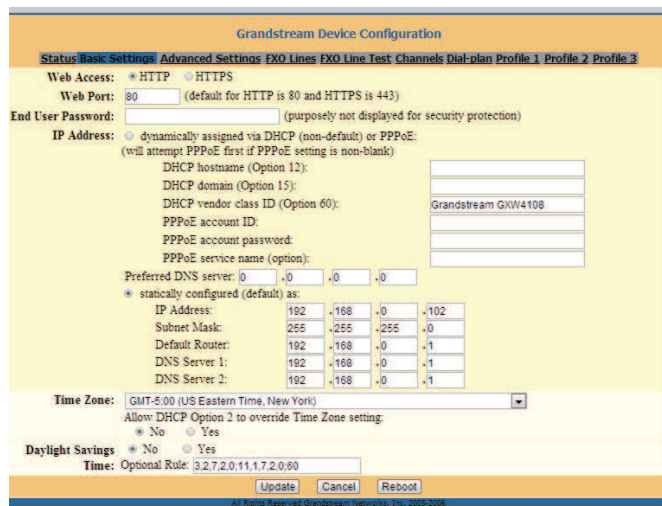 Grandstream Device Configuration
Status Basic Settings Advanced Settings FXO Lines FXO Line Test Channels Dial-plan Profile 1 Profile 2 Profile 3
Web Access: HTTP HTTPS
Web Port: 80 (default for HTTP is 80 and HTTPS is 443)
End User Password: (purposely not displayed for security protection)
IP Address: dynamically assigned via DHCP (non-default) or PPPoE:
(will attempt PPPoE first if PPPoE setting is non-blank)
DHCP hostname (Option 12):
DHCP domain (Option 15):
DHCP vendor class ID (Option 60): Grandstream GXW4108
PPPoE account ID:
PPPoE account password:
PPPoE service name (option):
Preferred DNS server: 0 .0 .0 .0
statically configured (default) as:
IP Address: 192 .168 .0 .102
Subnet Mask: 255 .255 .255 .0
Default Router: 192 .168 .0 .1
DNS Server 1: 192 .168 .0 .1
DNS Server 2: 192 .168 .0 .1
Time Zone: GMT-5:00 (US Eastern Time, New York)
Allow DHCP Option 2 to override Time Zone setting:
No Yes
Daylight Savings No Yes
Time: Optional Rule: 3,2,7,2,0;11,1,7,2,0;60
Update Cancel Reboot
All Rights Reserved Grandstream Networks, Inc. 2005-2006